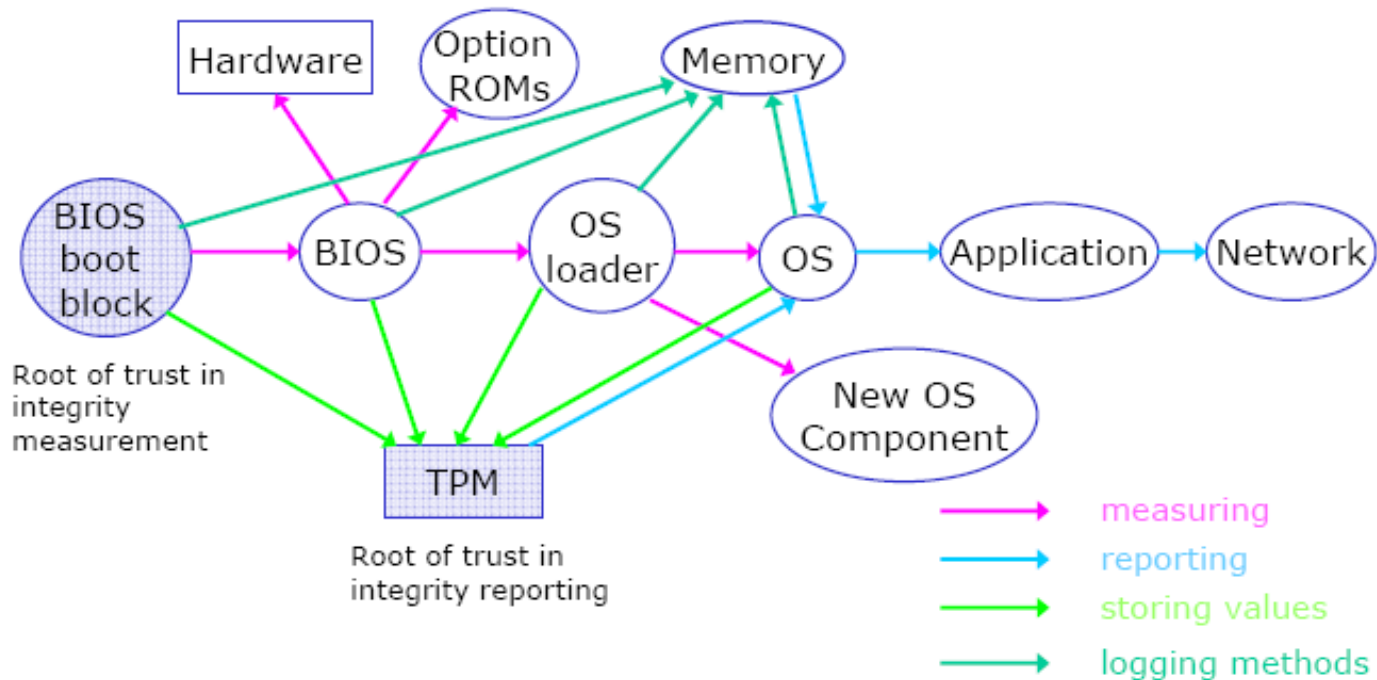 Hardware
Option
ROMs
Memory
BIOS
boot
block
BIOS
OS
loader
OS
Application
Network
Root of trust in
integrity
measurement
New OS
Component
TPM
Root of trust in
integrity reporting
measuring
reporting
storing values
logging methods